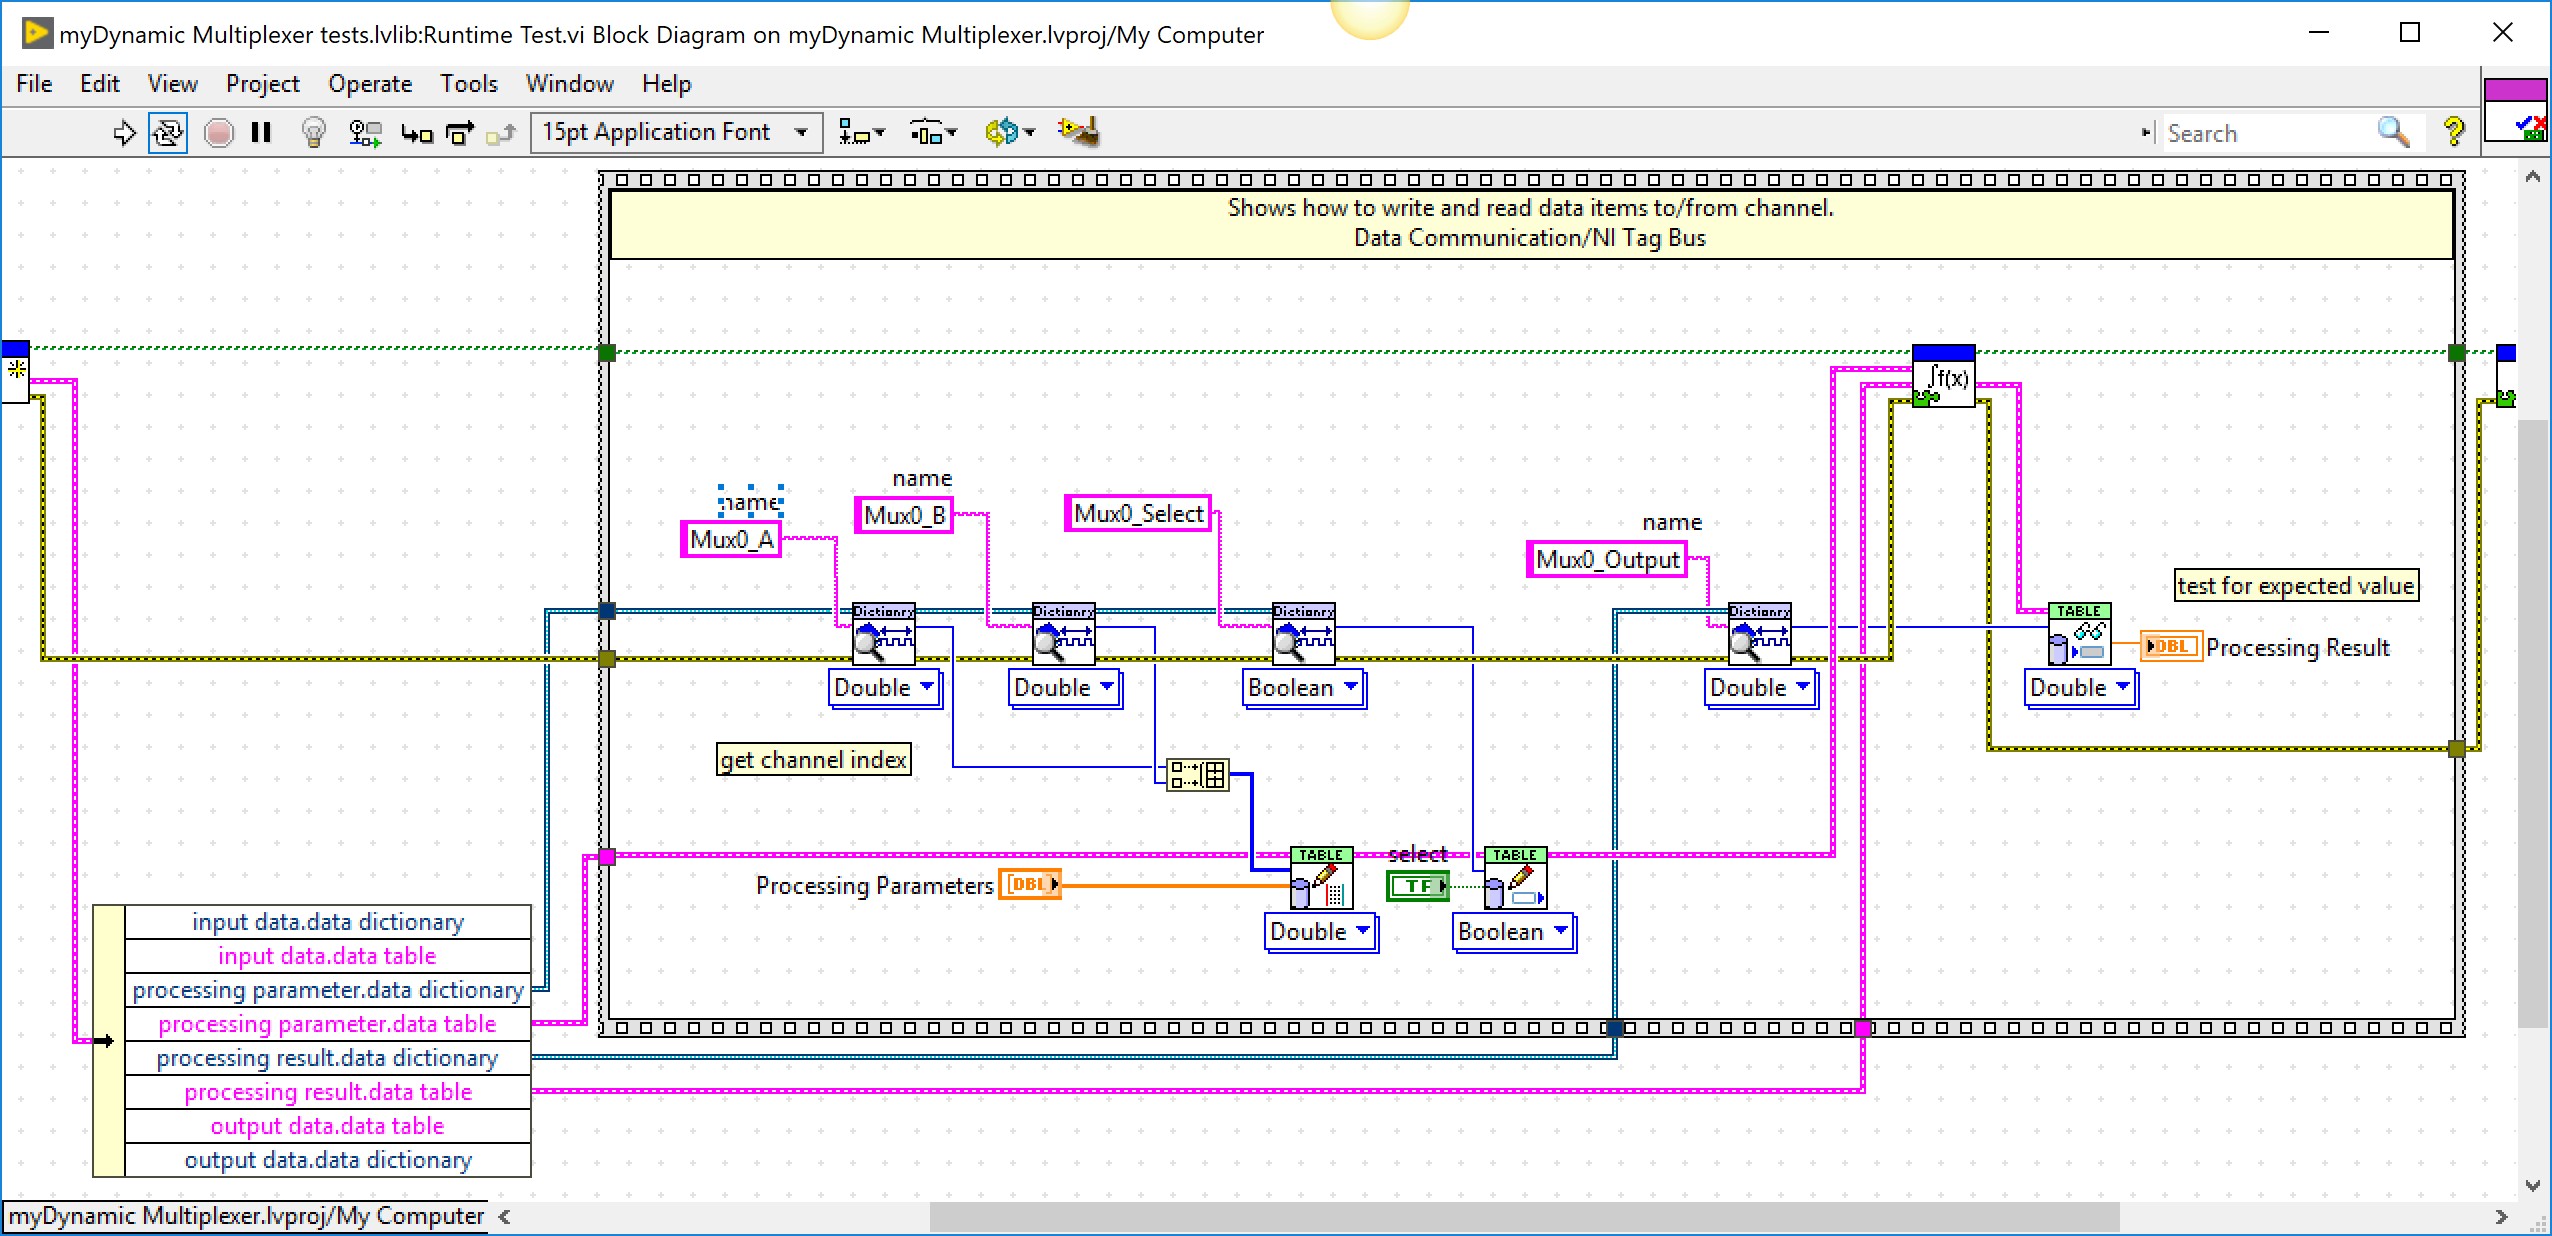 myDynamic Multiplexer tests.lvlib:Runtime Test.vi Block Diagram on myDynamic Multiplexer.lvproj/My Computer
File Edit View Project Operate Tools Window Help
15pt Application Font
Search
Shows how to write and read data items to/from channel.
Data Communication/NI Tag Bus
f(x)
name
Mux0_A
name
Mux0_B
Mux0_Select
name
Mux0_Output
test for expected value
Dictionry
Dictionry
Dictionry
Dictionry
TABLE
Double
Double
Boolean
Double
Double
DBL
Processing Result
get channel index
Processing Parameters
DBL
TABLE
select
TF
TABLE
Double
Boolean
input data.data dictionary
input data.data table
processing parameter.data dictionary
processing parameter.data table
processing result.data dictionary
processing result.data table
output data.data table
output data.data dictionary
myDynamic Multiplexer.lvproj/My Computer